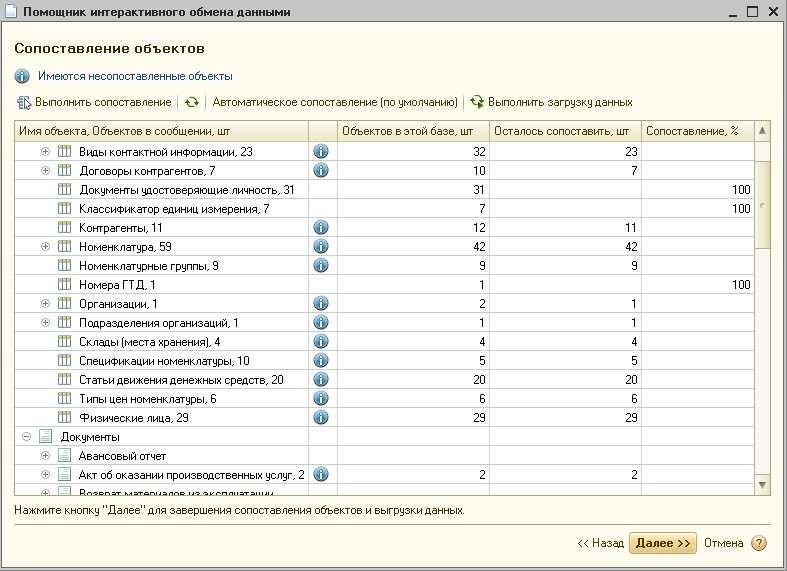 Помощник интерактивного обмена данными
Сопоставление объектов
Имеются несопоставленные объекты
Выполнить сопоставление Автоматическое сопоставление (по умолчанию) Выполнить загрузку данных
Имя объекта, Объектов в сообщении, шт Объектов в этой базе, шт Осталось сопоставить, шт Сопоставление, %
Виды контактной информации, 23 32 23
Договоры контрагентов, 7 10 7
Документы удостоверяющие личность, 31 31 100
Классификатор единиц измерения, 7 7 100
Контрагенты, 11 12 11
Номенклатура, 59 42 42
Номенклатурные группы, 9 9 9
Номера ГТД, 1 1 100
Организации, 1 2 1
Подразделения организаций, 1 1 1
Склады (места хранения), 4 4 4
Спецификации номенклатуры, 10 5 5
Статьи движения денежных средств, 20 20 20
Типы цен номенклатуры, 6 6 6
Физические лица, 29 29 29
Документы
Авансовый отчет
Акт об оказании производственных услуг, 2 2 2
Возврат материалов из эксплуатации
Нажмите кнопку "Далее" для завершения сопоставления объектов и выгрузки данных.
<< Назад Далее >> Отмена ?